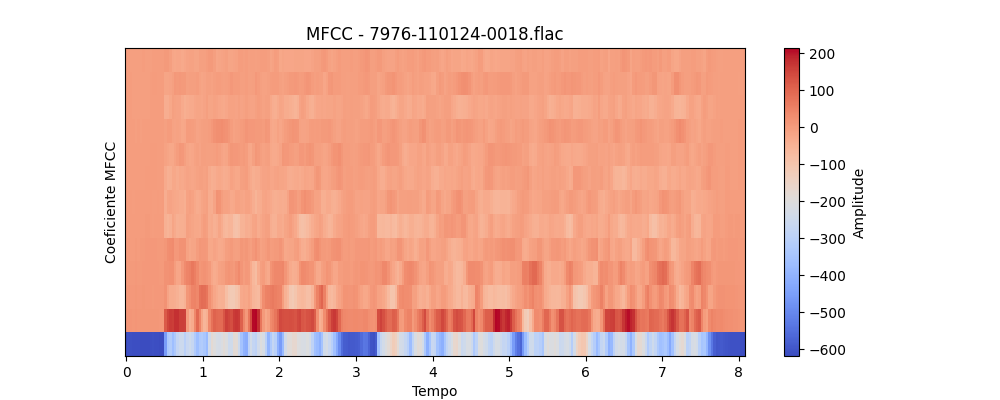 MFCC - 7976-110124-0018.flac
Coeficiente MFCC
0 1 2 3 4 5 6 7 8
Tempo
200
100
0
−100
−200
−300
−400
−500
−600
Amplitude